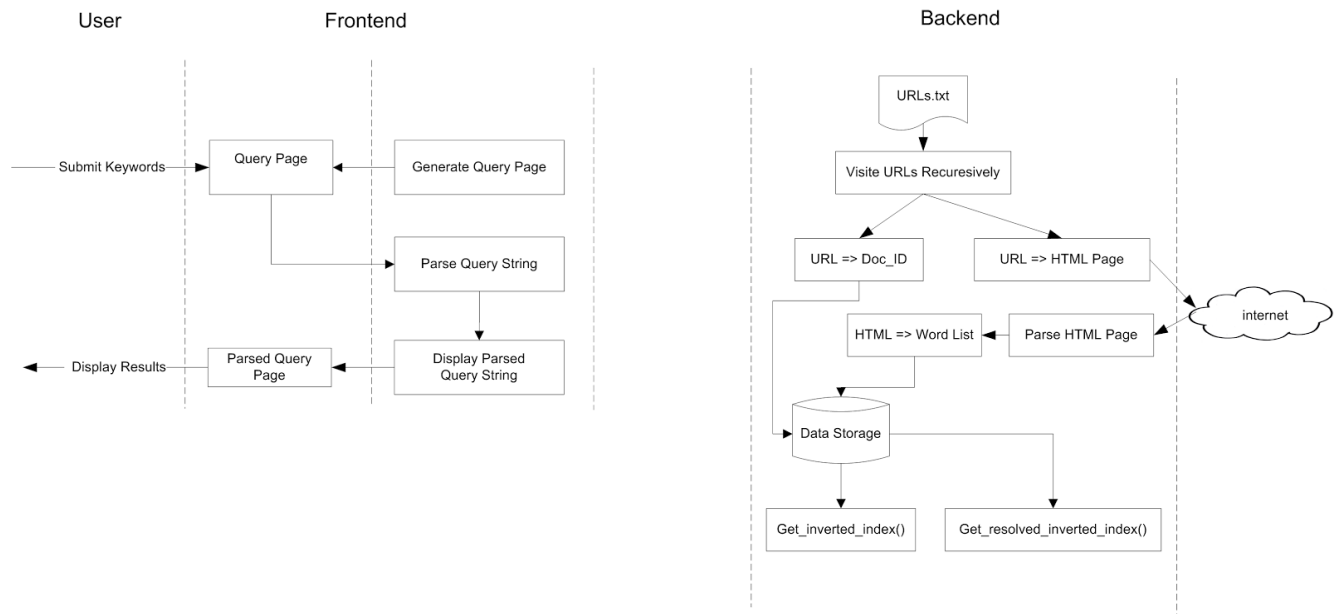 User
Frontend
Backend
Submit Keywords
Query Page
Generate Query Page
Parse Query String
Display Results
Parsed Query
Page
Display Parsed
Query String
URLs.txt
Visite URLs Recuresively
URL => Doc_ID
URL => HTML Page
internet
HTML => Word List
Parse HTML Page
Data Storage
Get_inverted_index()
Get_resolved_inverted_index()